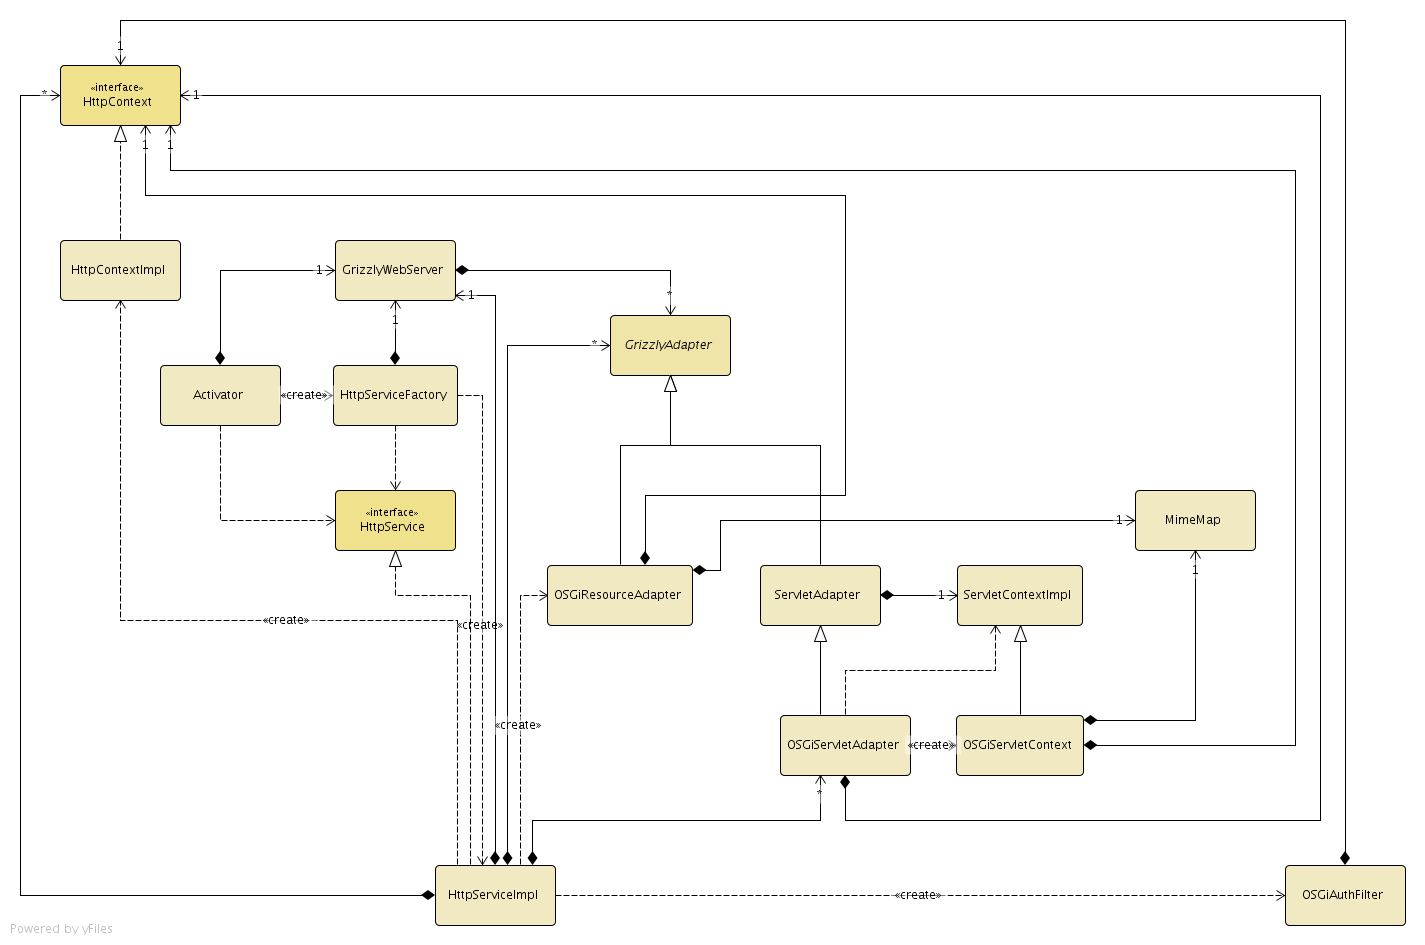 1
«interface»
HttpContext
*
1
1
1
HttpContextImpl
GrizzlyWebServer
1
1
*
1
GrizzlyAdapter
*
Activator
«create»
HttpServiceFactory
«interface»
HttpService
MimeMap
1
1
OSGiResourceAdapter
ServletAdapter
1
ServletContextImpl
«create»
«create»
«create»
OSGiServletAdapter
«create»
OSGiServletContext
*
HttpServiceImpl
«create»
OSGiAuthFilter
Powered by yFiles